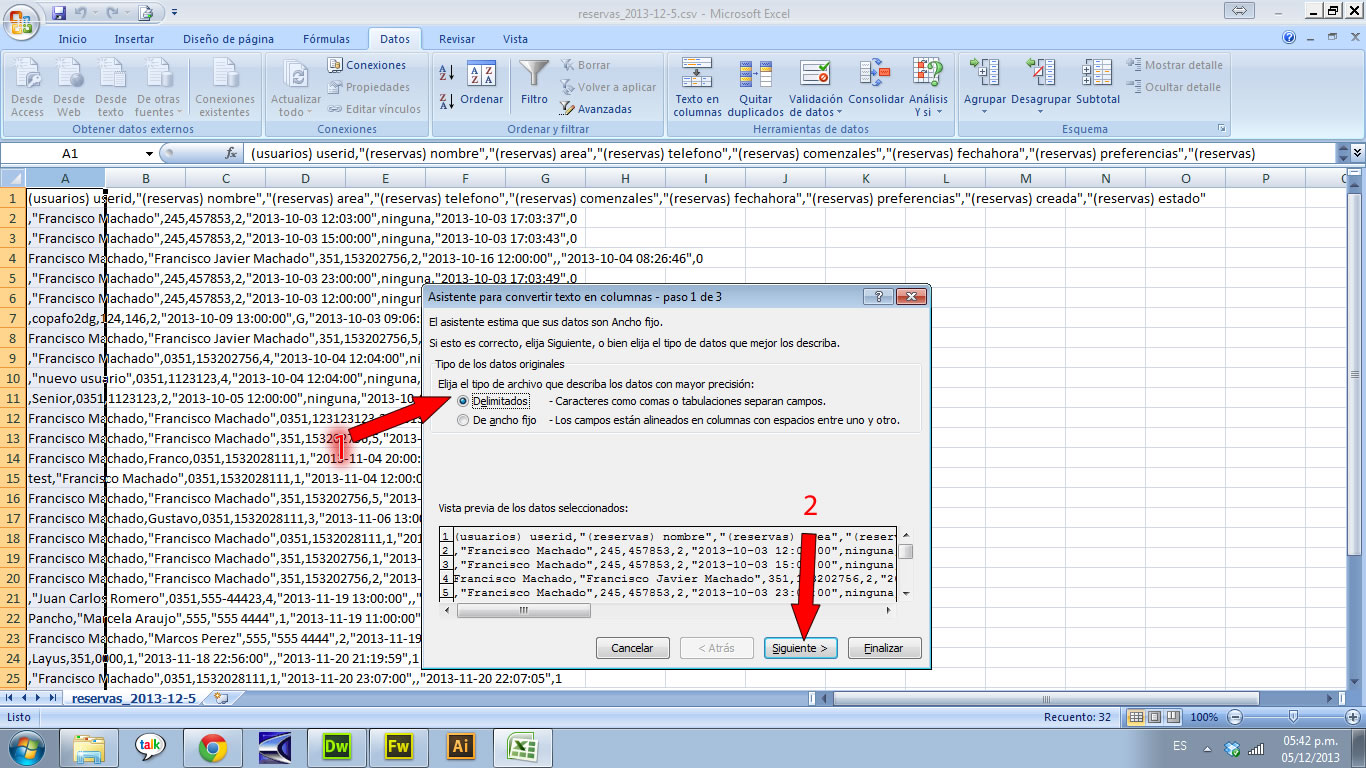 reservas_2013-12-5.csv - Microsoft Excel
Inicio Insertar Diseño de página Fórmulas Datos Revisar Vista
Desde Access
Desde Web
Desde texto
De otras fuentes
Conexiones existentes
Obtener datos externos
Actualizar todo
Conexiones
Propiedades
Editar vínculos
Conexiones
Ordenar
Filtro
Borrar
Volver a aplicar
Avanzadas
Ordenar y filtrar
Texto en columnas
Quitar duplicados
Validación de datos
Consolidar
Análisis Y si
Herramientas de datos
Agrupar
Desagrupar
Subtotal
Mostrar detalle
Ocultar detalle
Esquema
A1 fx (usuarios) userid,"(reservas) nombre","(reservas) area","(reservas) telefono","(reservas) comenzales","(reservas) fechahora","(reservas) preferencias","(reservas)
A B C D E F G H I J K L M N O P
1 (usuarios) userid,"(reservas) nombre","(reservas) area","(reservas) telefono","(reservas) comenzales","(reservas) fechahora","(reservas) preferencias","(reservas) creada","(reservas) estado"
2 ,"Francisco Machado",245,457853,2,"2013-10-03 12:03:00",ninguna,"2013-10-03 17:03:37",0
3 ,"Francisco Machado",245,457853,2,"2013-10-03 15:00:00",ninguna,"2013-10-03 17:03:43",0
4 Francisco Machado,"Francisco Javier Machado",351,153202756,2,"2013-10-16 12:00:00",,"2013-10-04 08:26:46",0
5 ,"Francisco Machado",245,457853,2,"2013-10-03 23:00:00",ninguna,"2013-10-03 17:03:49",0
6 ,"Francisco Machado",245,457853,2,"2013-10-03 12:00:00",ninguna
7 ,copafo2dg,124,146,2,"2013-10-09 13:00:00",G,"2013-10-03 09:06:
8 Francisco Machado,"Francisco Javier Machado",351,153202756,5,
9 ,"Francisco Machado",0351,153202756,4,"2013-10-04 12:04:00",ni
10 ,"nuevo usuario",0351,1123123,4,"2013-10-04 12:04:00",ninguna,
11 ,Senior,0351,1123123,2,"2013-10-05 12:00:00",ninguna,"2013-10-
12 Francisco Machado,"Francisco Machado",0351,123123123,
13 Francisco Machado,"Francisco Machado",351,153202756,5,"2013-
14 Francisco Machado,Franco,0351,1532028111,1,"2013-11-04 20:00:
15 test,"Francisco Machado",0351,1532028111,1,"2013-11-04 12:00:0
16 Francisco Machado,"Francisco Machado",351,153202756,5,"2013-
17 Francisco Machado,Gustavo,0351,1532028111,3,"2013-11-06 13:00
18 Francisco Machado,"Francisco Machado",0351,1532028111,1,"201
19 Francisco Machado,"Francisco Machado",351,153202756,1,"2013-
20 Francisco Machado,"Francisco Machado",351,153202756,2,"2013-
21 ,"Juan Carlos Romero",0351,555-44423,4,"2013-11-19 13:00:00",,"
22 Pancho,"Marcela Araujo",555,"555 4444",1,"2013-11-19 11:00:00"
23 Francisco Machado,"Marcos Perez",555,"555 4444",2,"2013-11-19
24 ,Layus,351,0000,1,"2013-11-18 22:56:00",,"2013-11-20 21:19:59",1
25 ,"Francisco Machado",0351,1532028111,1,"2013-11-20 23:07:00",,"2013-11-20 22:07:05",1
Asistente para convertir texto en columnas - paso 1 de 3
El asistente estima que sus datos son Ancho fijo.
Si esto es correcto, elija Siguiente, o bien elija el tipo de datos que mejor los describa.
Tipo de los datos originales
Elija el tipo de archivo que describa los datos con mayor precisión:
Delimitados - Caracteres como comas o tabulaciones separan campos.
De ancho fijo - Los campos están alineados en columnas con espacios entre uno y otro.
1
2
Vista previa de los datos seleccionados:
1 (usuarios) userid,"(reservas) nombre","(reservas) area","(reser
2 ,"Francisco Machado",245,457853,2,"2013-10-03 12:0 :00",ninguna
3 ,"Francisco Machado",245,457853,2,"2013-10-03 15:0 :00",ninguna
4 Francisco Machado,"Francisco Javier Machado",351,153202756,2,"20
5 ,"Francisco Machado",245,457853,2,"2013-10-03 23:0 :00",ninguna
Cancelar < Atrás Siguiente > Finalizar
reservas_2013-12-5
Listo Recuento: 32 100%
talk Dw Fw Ai
ES 05:42 p.m.
05/12/2013